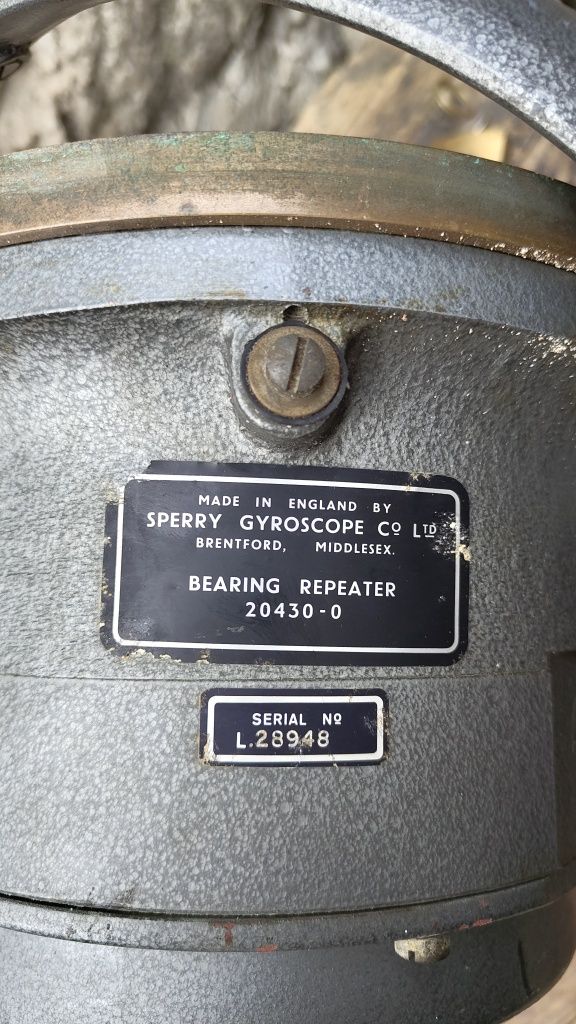 MADE IN ENGLAND BY
SPERRY GYROSCOPE Cº LTD
BRENTFORD, MIDDLESEX.
BEARING REPEATER
20430-0
SERIAL Nº
L.28948